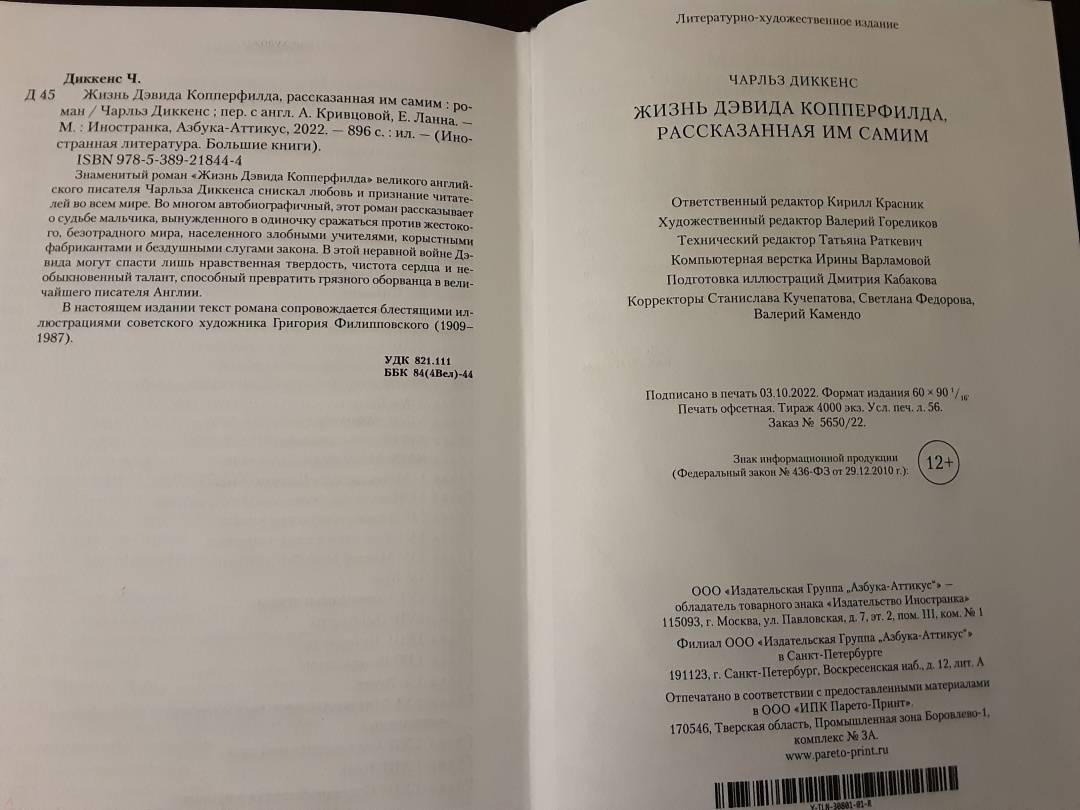 Диккенс Ч.
Д 45 Жизнь Дэвида Копперфилда, рассказанная им самим : ро-
ман / Чарльз Диккенс ; пер. с англ. А. Кривцовой, Е. Ланна. —
М. : Иностранка, Азбука-Аттикус, 2022. — 896 с. : ил. — (Ино-
странная литература. Большие книги).
ISBN 978-5-389-21844-4
Знаменитый роман «Жизнь Дэвида Копперфилда» великого англий-
ского писателя Чарльза Диккенса снискал любовь и признание читате-
лей во всем мире. Во многом автобиографичный, этот роман рассказывает
о судьбе мальчика, вынужденного в одиночку сражаться против жестоко-
го, безотрадного мира, населенного злобными учителями, корыстными
фабрикантами и бездушными слугами закона. В этой неравной войне Дэ-
вида могут спасти лишь нравственная твердость, чистота сердца и не-
обыкновенный талант, способный превратить грязного оборванца в вели-
чайшего писателя Англии.
В настоящем издании текст романа сопровождается блестящими ил-
люстрациями советского художника Григория Филипповского (1909–
1987).
УДК 821.111
ББК 84(4Вел)-44
Литературно-художественное издание
ЧАРЛЬЗ ДИККЕНС
ЖИЗНЬ ДЭВИДА КОППЕРФИЛДА,
РАССКАЗАННАЯ ИМ САМИМ
Ответственный редактор Кирилл Красник
Художественный редактор Валерий Гореликов
Технический редактор Татьяна Раткевич
Компьютерная верстка Ирины Варламовой
Подготовка иллюстраций Дмитрия Кабакова
Корректоры Станислава Кучепатова, Светлана Федорова,
Валерий Камендо
Подписано в печать 03.10.2022. Формат издания 60 × 90 1/16.
Печать офсетная. Тираж 4000 экз. Усл. печ. л. 56.
Заказ № 5650/22.
Знак информационной продукции
(Федеральный закон № 436-ФЗ от 29.12.2010 г.): 12+
ООО «Издательская Группа „Азбука-Аттикус“» —
обладатель товарного знака «Издательство Иностранка»
115093, г. Москва, ул. Павловская, д. 7, эт. 2, пом. III, ком. № 1
Филиал ООО «Издательская Группа „Азбука-Аттикус“»
в Санкт-Петербурге
191123, г. Санкт-Петербург, Воскресенская наб., д. 12, лит. А
Отпечатано в соответствии с предоставленными материалами
в ООО «ИПК Парето-Принт».
170546, Тверская область, Промышленная зона Боровлево-1,
комплекс № 3А.
www.pareto-print.ru
Y-TLN-30801-01-R